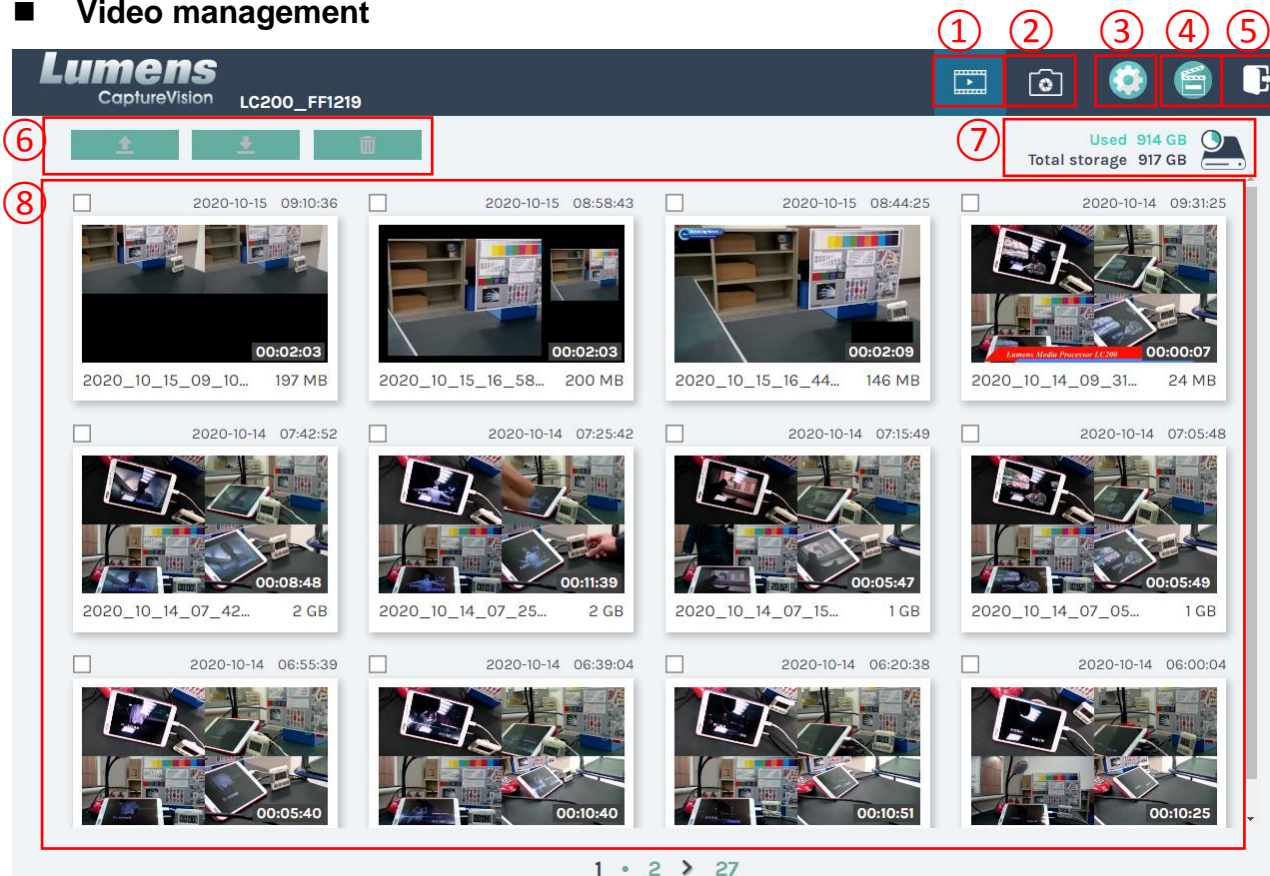 ■ Video management
① ② ③ ④ ⑤
Lumens
CaptureVision LC200_FF1219
⑥ ⑦ Used 914 GB
Total storage 917 GB
⑧
2020-10-15 09:10:36 2020-10-15 08:58:43 2020-10-15 08:44:25 2020-10-14 09:31:25
Lumens Media Processor LC200
00:02:03 00:02:03 00:02:09 00:00:07
2020_10_15_09_10... 197 MB 2020_10_15_16_58... 200 MB 2020_10_15_16_44... 146 MB 2020_10_14_09_31... 24 MB
2020-10-14 07:42:52 2020-10-14 07:25:42 2020-10-14 07:15:49 2020-10-14 07:05:48
00:08:48 00:11:39 00:05:47 00:05:49
2020_10_14_07_42... 2 GB 2020_10_14_07_25... 2 GB 2020_10_14_07_15... 1 GB 2020_10_14_07_05... 1 GB
2020-10-14 06:55:39 2020-10-14 06:39:04 2020-10-14 06:20:38 2020-10-14 06:00:04
00:05:40 00:10:40 00:10:51 00:10:25
1 • 2 > 27